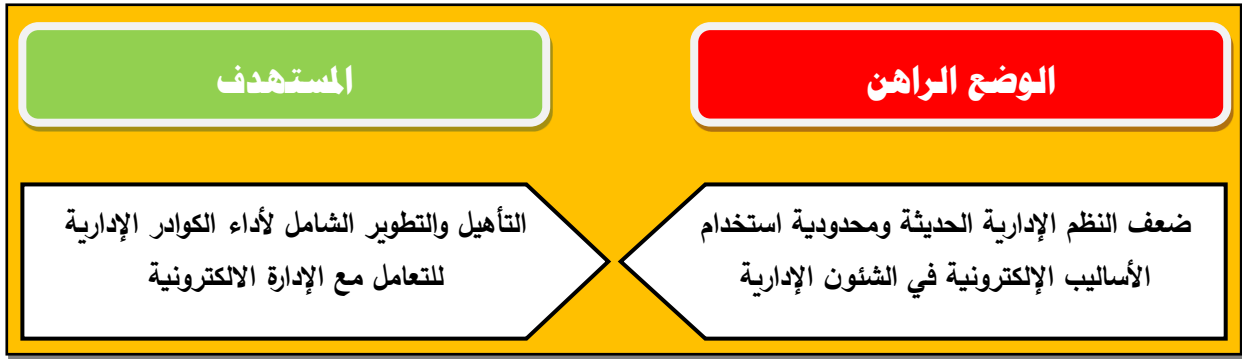 الوضع الراهن
المستهدف
ضعف النظم الإدارية الحديثة ومحدودية استخدام
الأساليب الإلكترونية في الشئون الإدارية
التأهيل والتطوير الشامل لأداء الكوادر الإدارية
للتعامل مع الإدارة الالكترونية